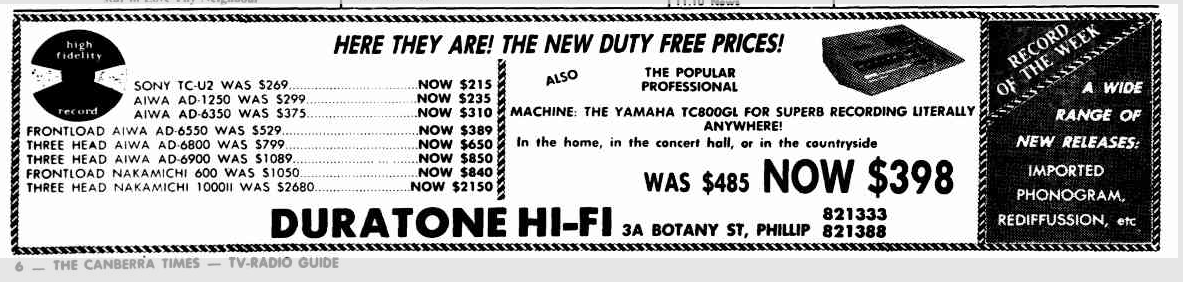 11.10 News
high
fidelity
record
HERE THEY ARE! THE NEW DUTY FREE PRICES!
SONY TC-U2 WAS $269..............NOW $215
AIWA AD-1250 WAS $299..............NOW $235
AIWA AD-6350 WAS $375..............NOW $310
FRONTLOAD AIWA AD-6550 WAS $529..............NOW $389
THREE HEAD AIWA AD-6800 WAS $799..............NOW $650
THREE HEAD AIWA AD-6900 WAS $1089..............NOW $850
FRONTLOAD NAKAMICHI 600 WAS $1050..............NOW $840
THREE HEAD NAKAMICHI 1000II WAS $2680..............NOW $2150
ALSO
THE POPULAR
PROFESSIONAL
MACHINE: THE YAMAHA TC800GL FOR SUPERB RECORDING LITERALLY
ANYWHERE!
In the home, in the concert hall, or in the countryside
WAS $485 NOW $398
DURATONE HI-FI 3A BOTANY ST, PHILLIP 821333
821388
RECORD
OF THE WEEK
A WIDE
RANGE OF
NEW RELEASES:
IMPORTED
PHONOGRAM,
REDIFFUSSION, etc
6 — THE CANBERRA TIMES — TV-RADIO GUIDE